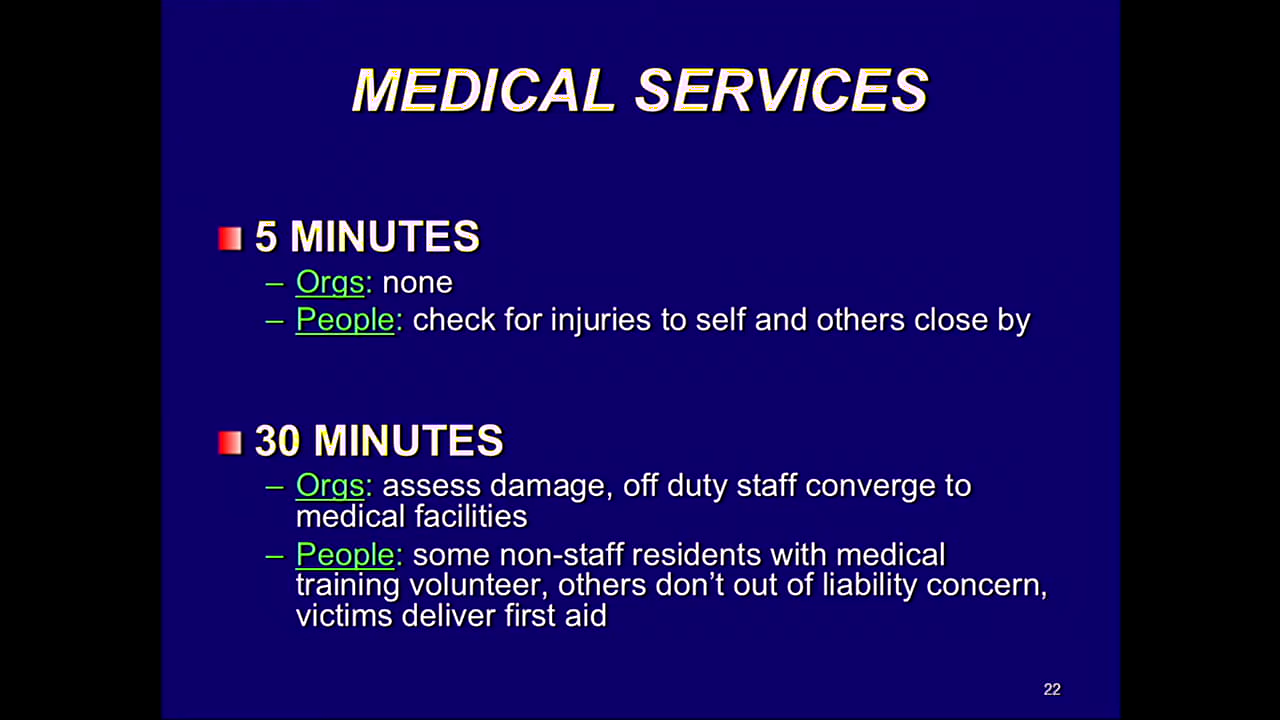 MEDICAL SERVICES
5 MINUTES
– Orgs: none
– People: check for injuries to self and others close by
30 MINUTES
– Orgs: assess damage, off duty staff converge to
medical facilities
– People: some non-staff residents with medical
training volunteer, others don’t out of liability concern,
victims deliver first aid
22